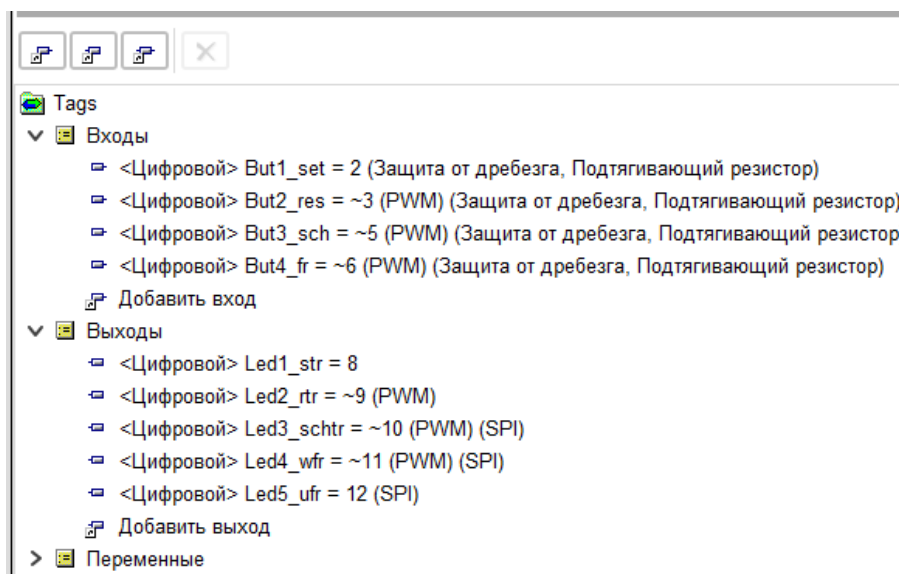 Tags
Входы
<Цифровой> But1_set = 2 (Защита от дребезга, Подтягивающий резистор)
<Цифровой> But2_res = ~3 (PWM) (Защита от дребезга, Подтягивающий резистор)
<Цифровой> But3_sch = ~5 (PWM) (Защита от дребезга, Подтягивающий резистор
<Цифровой> But4_fr = ~6 (PWM) (Защита от дребезга, Подтягивающий резистор)
Добавить вход
Выходы
<Цифровой> Led1_str = 8
<Цифровой> Led2_rtr = ~9 (PWM)
<Цифровой> Led3_schtr = ~10 (PWM) (SPI)
<Цифровой> Led4_wfr = ~11 (PWM) (SPI)
<Цифровой> Led5_ufr = 12 (SPI)
Добавить выход
Переменные